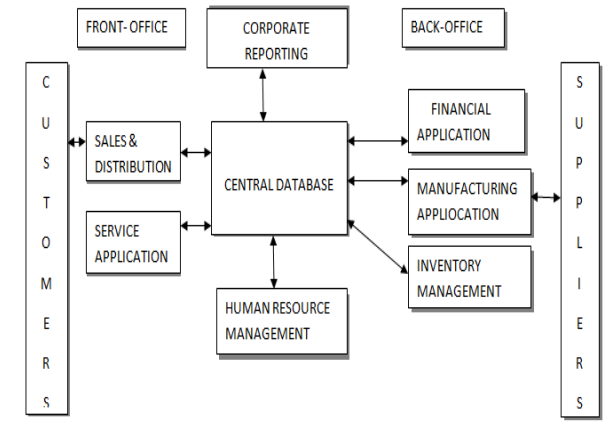 FRONT- OFFICE
CORPORATE
REPORTING
BACK-OFFICE
C
U
S
T
O
M
E
R
S
SALES &
DISTRIBUTION
SERVICE
APPLICATION
CENTRAL DATABASE
HUMAN RESOURCE
MANAGEMENT
FINANCIAL
APPLICATION
MANUFACTURING
APPLIOCATION
INVENTORY
MANAGEMENT
S
U
P
P
L
I
E
R
S